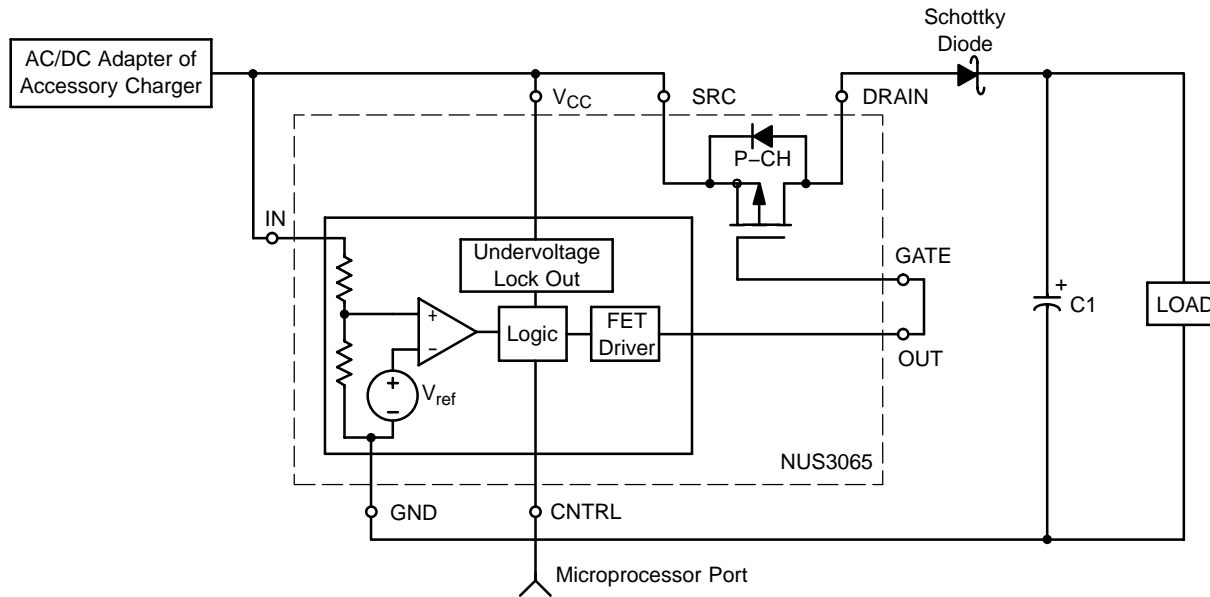 Schottky
Diode
AC/DC Adapter of
Accessory Charger
VCC
SRC
DRAIN
P–CH
IN
Undervoltage
Lock Out
GATE
+
C1
LOAD
+
–
Logic
FET
Driver
OUT
+
–
Vref
NUS3065
GND
CNTRL
Microprocessor Port